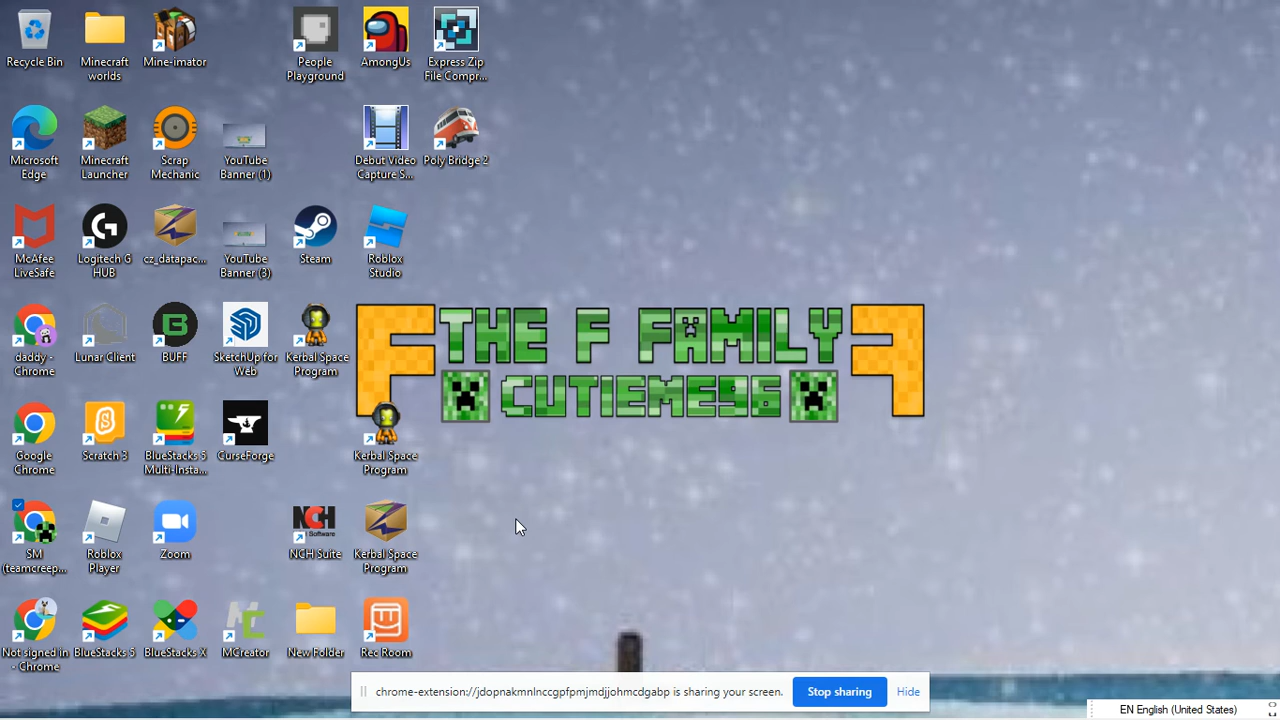 Recycle Bin
Minecraft
worlds
Mine-imator
People
Playground
AmongUs
Express Zip
File Compr...
Microsoft
Edge
Minecraft
Launcher
Scrap
Mechanic
YouTube
Banner (1)
Debut Video
Capture S...
Poly Bridge 2
McAfee
LiveSafe
Logitech G
HUB
cz_datapac...
YouTube
Banner (3)
Steam
Roblox
Studio
daddy -
Chrome
Lunar Client
BUFF
SketchUp for
Web
Kerbal Space
Program
THE F FAMILY
CUTIEME96
Google
Chrome
Scratch 3
BlueStacks 5
Multi-Insta...
CurseForge
Kerbal Space
Program
SM
(teamcreep...
Roblox
Player
Zoom
NCH
Software
NCH Suite
Kerbal Space
Program
Not signed in
- Chrome
BlueStacks 5
BlueStacks X
MCreator
New Folder
Rec Room
chrome-extension://jdopnakmnlnccgpfpmjmdjjohmcdgabp is sharing your screen.
Stop sharing
Hide
EN English (United States)